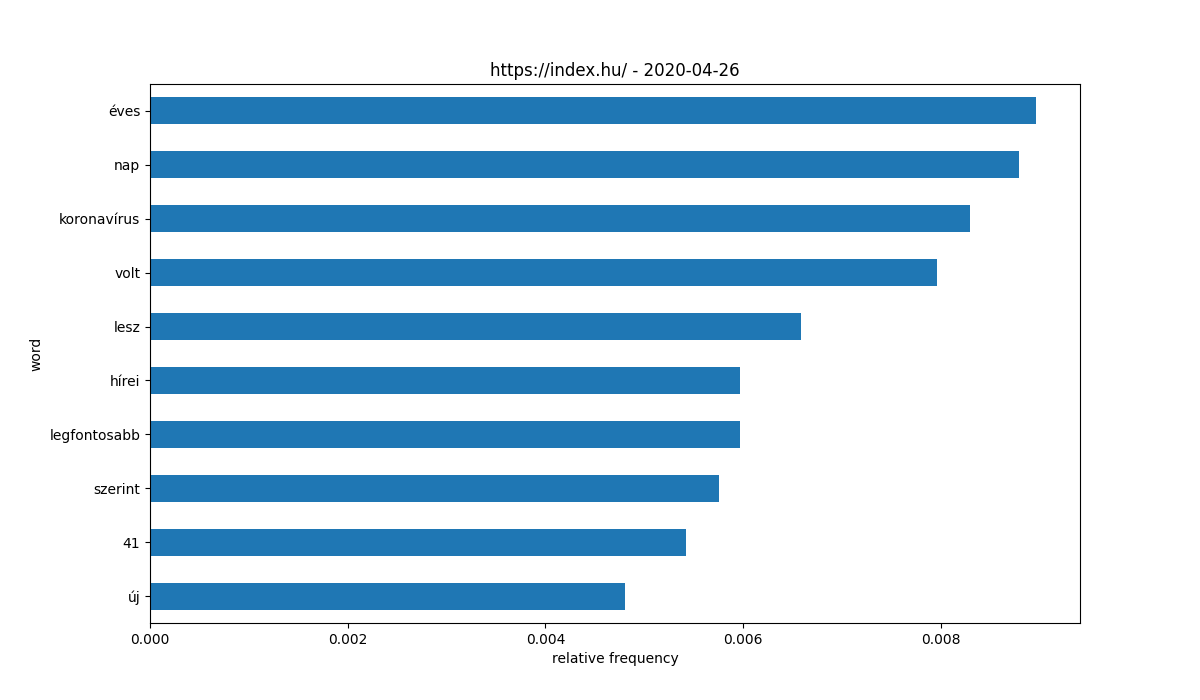 https://index.hu/ - 2020-04-26
éves
nap
koronavírus
volt
lesz
hírei
legfontosabb
szerint
41
új
word
0.000 0.002 0.004 0.006 0.008
relative frequency